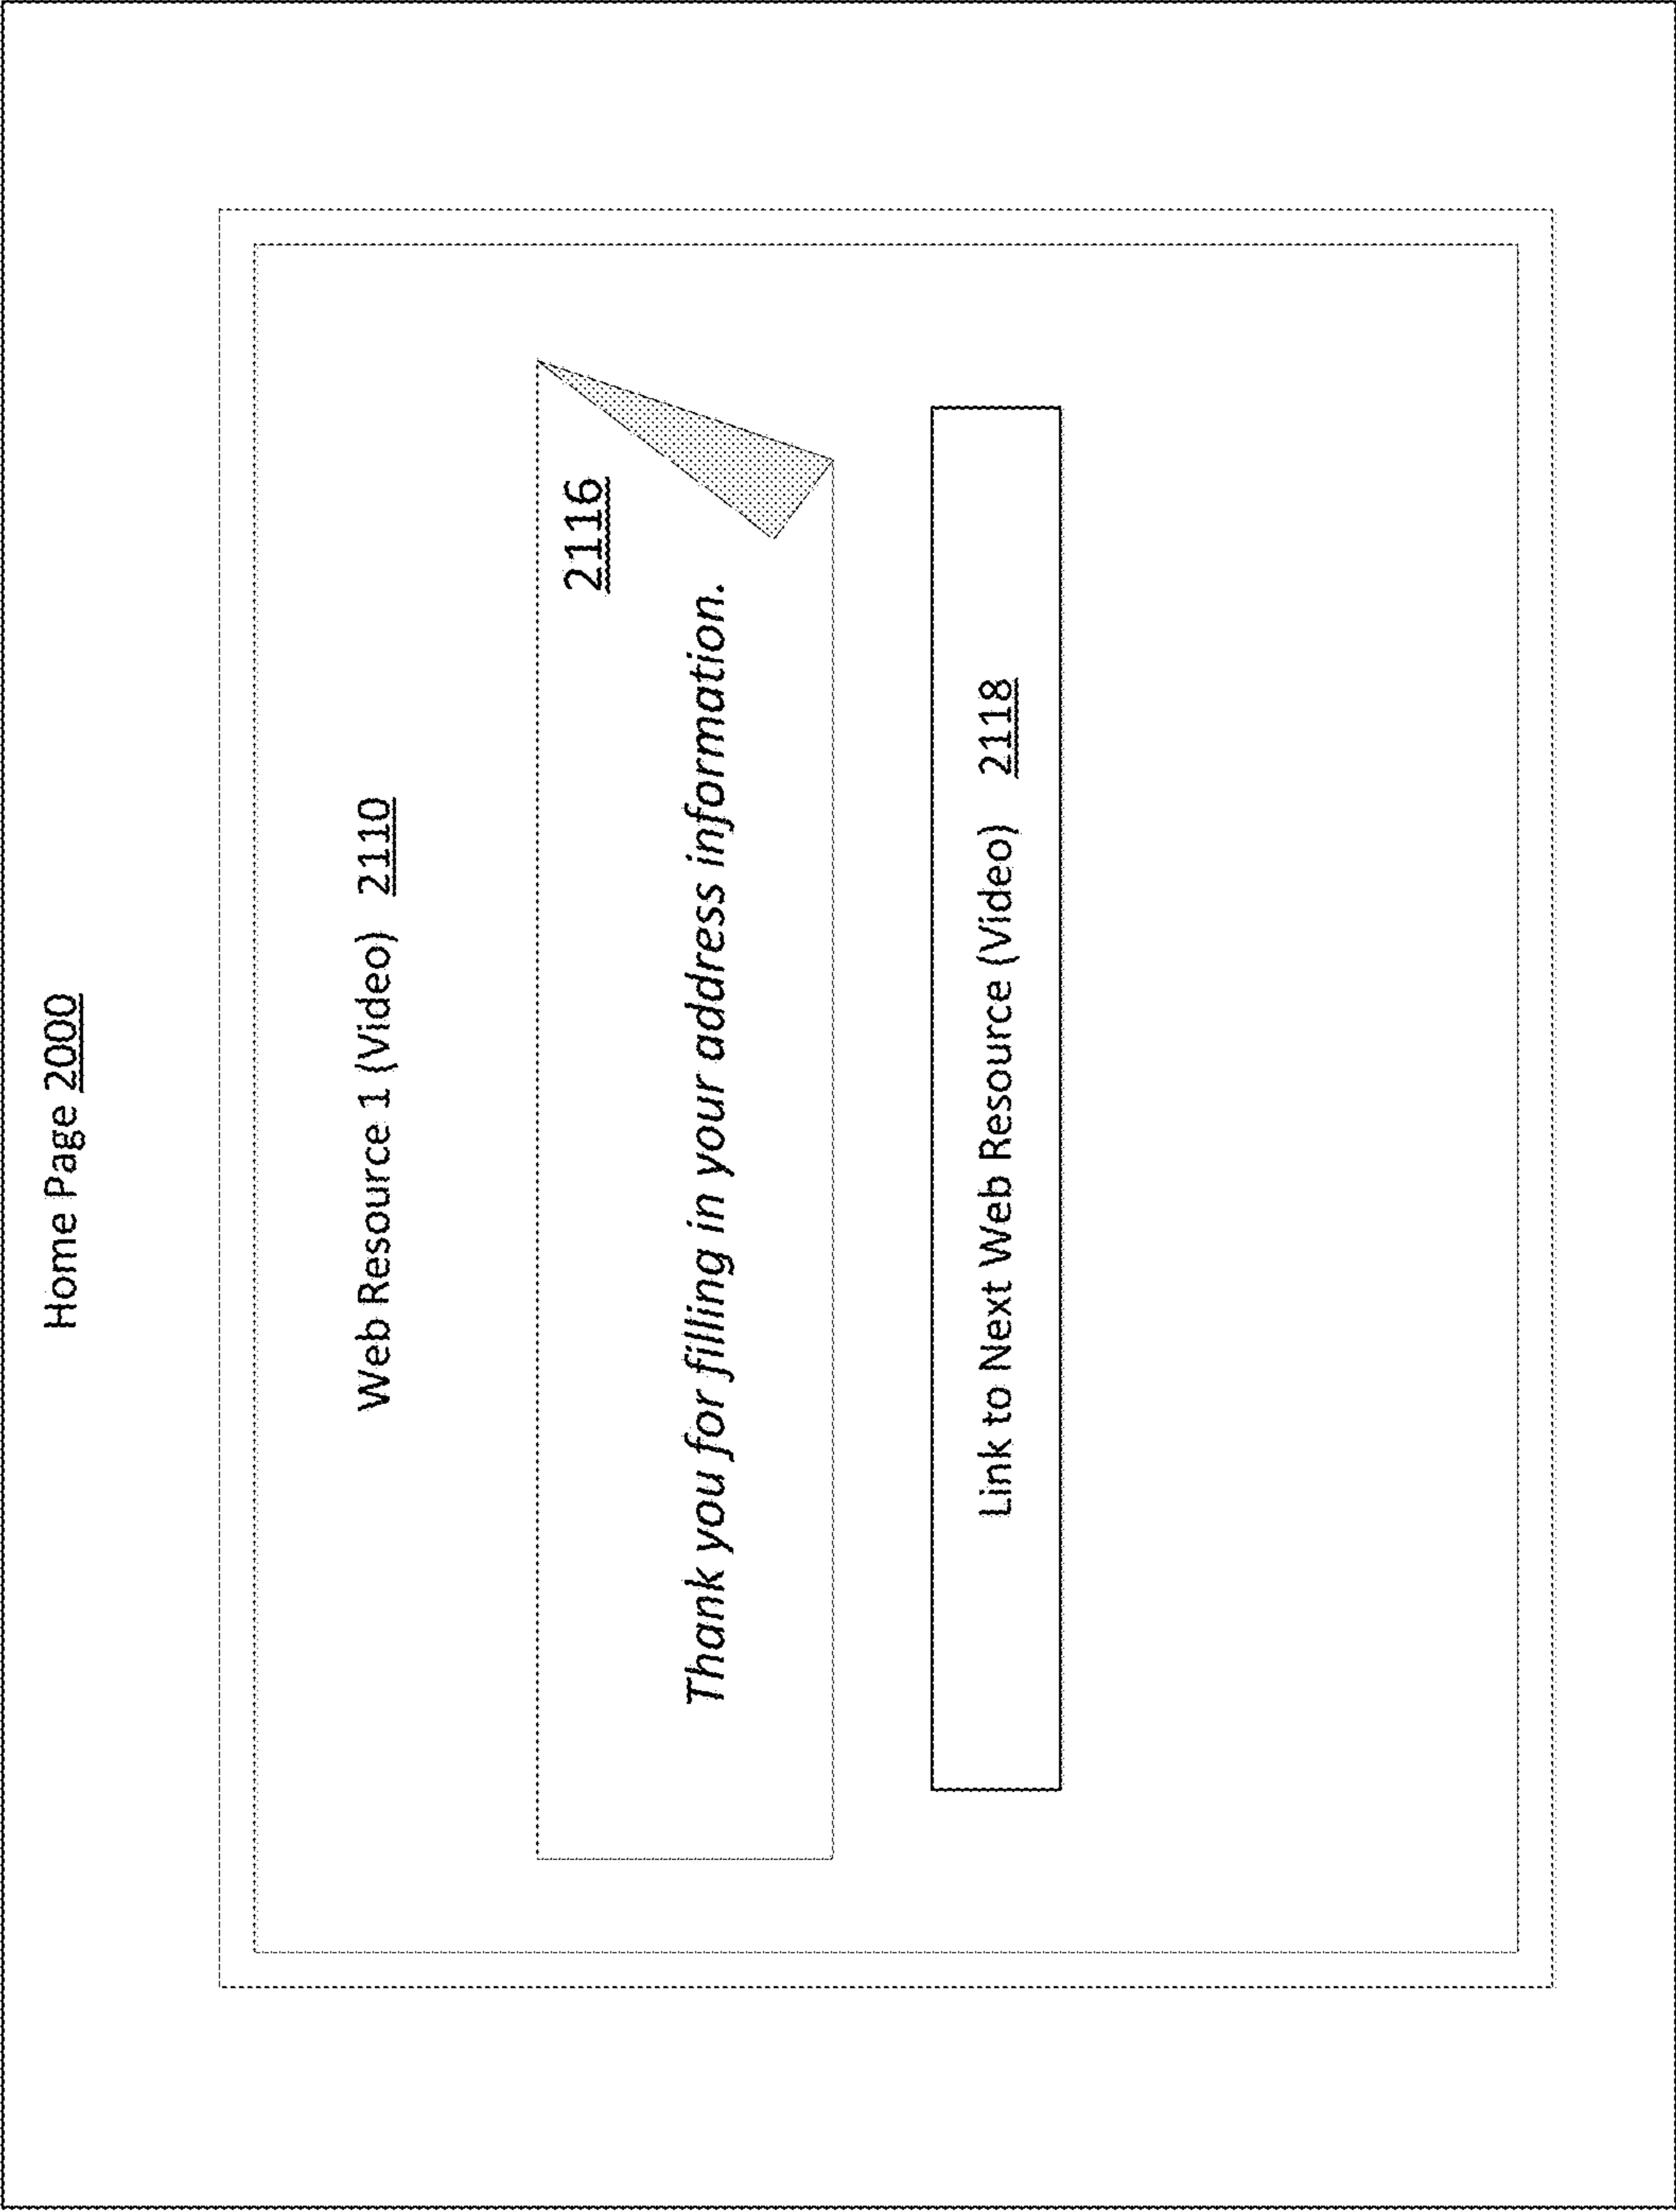 Home Page 2000
Web Resource 1 (Video) 2110
2116
Thank you for filling in your address information.
Link to Next Web Resource (Video) 2118